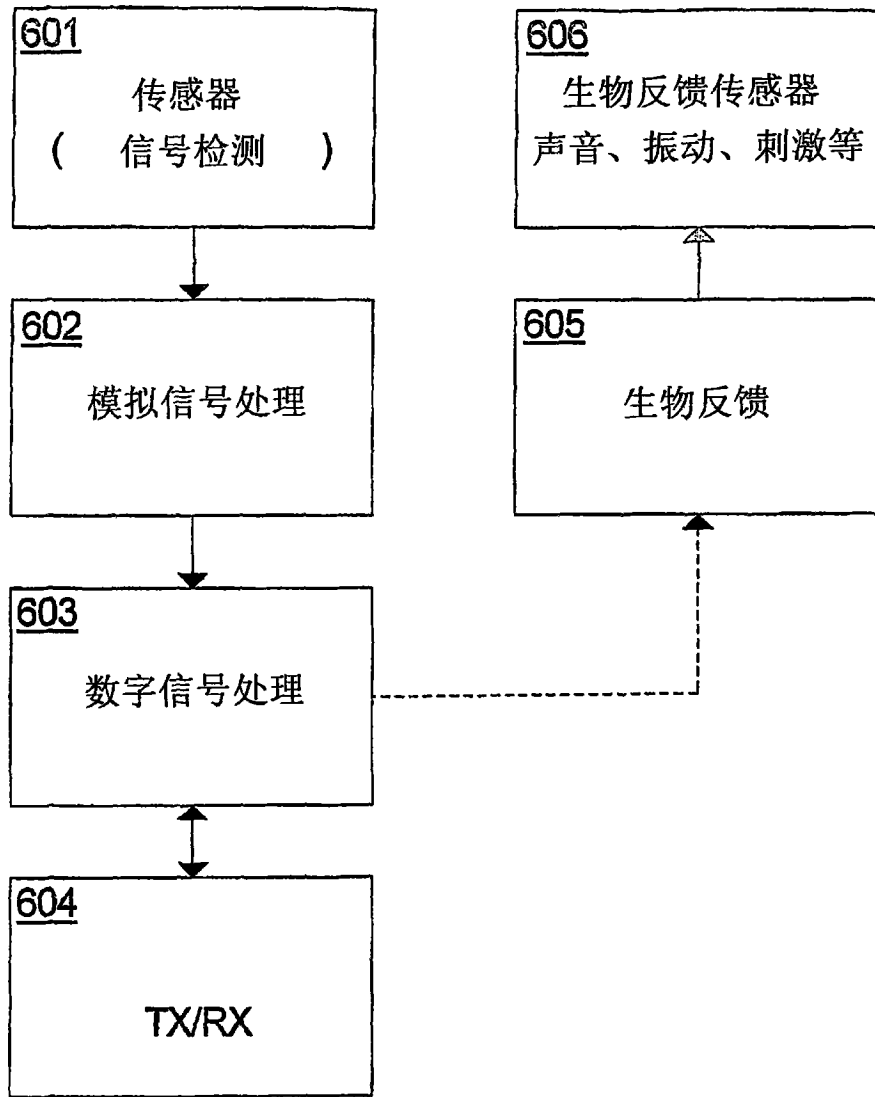 601
传感器
( 信号检测 )
606
生物反馈传感器
声音、振动、刺激等
602
模拟信号处理
605
生物反馈
603
数字信号处理
604
TX/RX